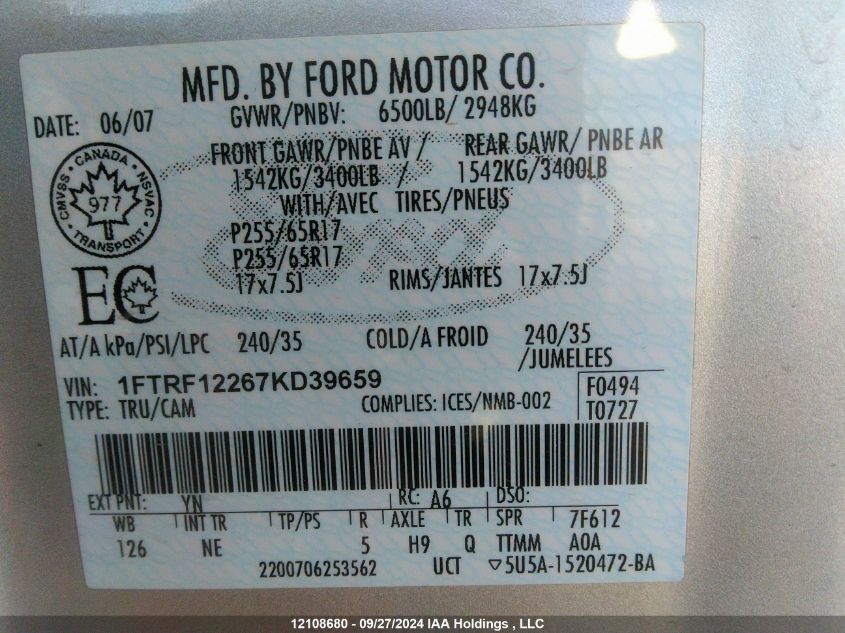 MFD. BY FORD MOTOR CO.
DATE: 06/07 GVWR/PNBV: 6500LB/ 2948KG
FRONT GAWR/PNBE AV / REAR GAWR/ PNBE AR
1542KG/3400LB / 1542KG/3400LB
WITH/AVEC TIRES/PNEUS
CANADA
CMVSS 977 NSVAC
TRANSPORT
P255/65R17
P255/65R17
17x7.5J RIMS/JANTES 17x7.5J
EC
AT/A kPa/PSI/LPC 240/35 COLD/A FROID 240/35
/JUMELEES
VIN: 1FTRF12267KD39659 F0494
TYPE: TRU/CAM COMPLIES: ICES/NMB-002 T0727
EXT PNT: YN RC: A6 DSO:
WB INT TR TP/PS R AXLE TR SPR 7F612
126 NE 5 H9 Q TTMM A0A
2200706253562 UCT ▽5U5A-1520472-BA
12108680 - 09/27/2024 IAA Holdings , LLC